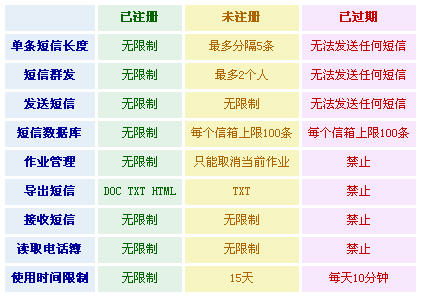 已注册 未注册 已过期
单条短信长度 无限制 最多分隔5条 无法发送任何短信
短信群发 无限制 最多2个人 无法发送任何短信
发送短信 无限制 无限制 无法发送任何短信
短信数据库 无限制 每个信箱上限100条 每个信箱上限100条
作业管理 无限制 只能取消当前作业 禁止
导出短信 DOC TXT HTML TXT 禁止
接收短信 无限制 无限制 禁止
读取电话簿 无限制 无限制 禁止
使用时间限制 无限制 15天 每天10分钟